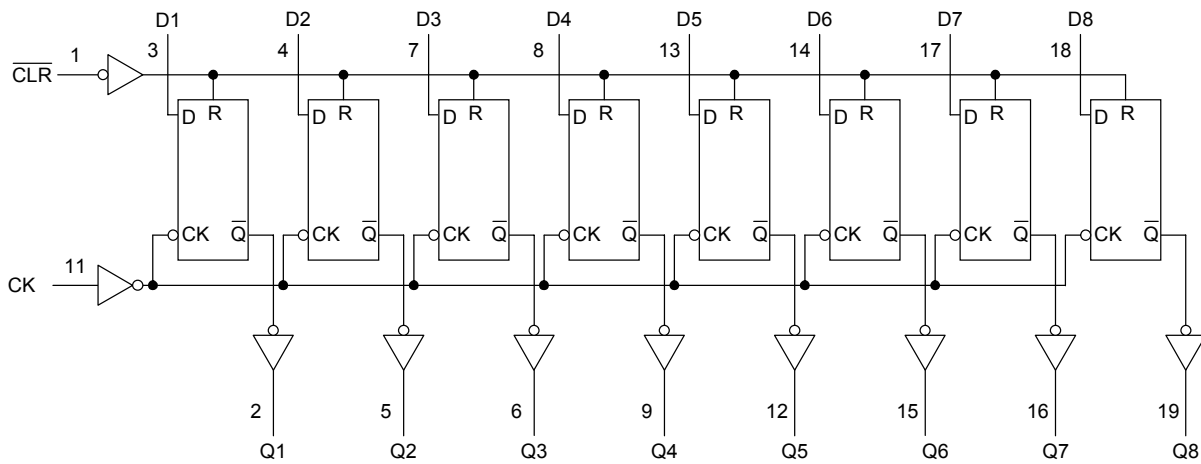 D1 D2 D3 D4 D5 D6 D7 D8
1 3 4 7 8 13 14 17 18
CLR
D R D R D R D R D R D R D R D R
CK Q CK Q CK Q CK Q CK Q CK Q CK Q CK Q
11
CK
2 5 6 9 12 15 16 19
Q1 Q2 Q3 Q4 Q5 Q6 Q7 Q8